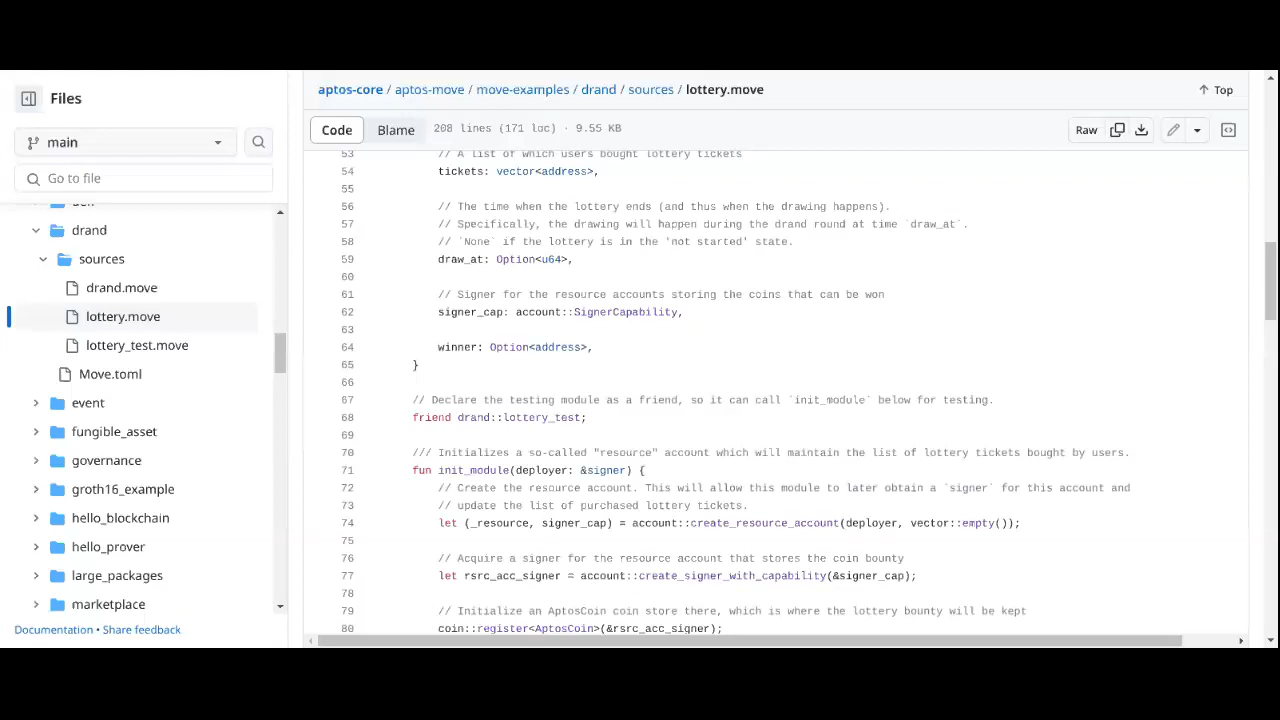 Files
main
Go to file
drand
sources
drand.move
lottery.move
lottery_test.move
Move.toml
event
fungible_asset
governance
groth16_example
hello_blockchain
hello_prover
large_packages
marketplace
Documentation • Share feedback
aptos-core / aptos-move / move-examples / drand / sources / lottery.move
Top
Code Blame 208 lines (171 loc) · 9.55 KB Raw
53 // A list of which users bought lottery tickets
54 tickets: vector<address>,
55
56 // The time when the lottery ends (and thus when the drawing happens).
57 // Specifically, the drawing will happen during the drand round at time `draw_at`.
58 // `None` if the lottery is in the 'not started' state.
59 draw_at: Option<u64>,
60
61 // Signer for the resource accounts storing the coins that can be won
62 signer_cap: account::SignerCapability,
63
64 winner: Option<address>,
65 }
66
67 // Declare the testing module as a friend, so it can call `init_module` below for testing.
68 friend drand::lottery_test;
69
70 /// Initializes a so-called "resource" account which will maintain the list of lottery tickets bought by users.
71 fun init_module(deployer: &signer) {
72 // Create the resource account. This will allow this module to later obtain a `signer` for this account and
73 // update the list of purchased lottery tickets.
74 let (_resource, signer_cap) = account::create_resource_account(deployer, vector::empty());
75
76 // Acquire a signer for the resource account that stores the coin bounty
77 let rsrc_acc_signer = account::create_signer_with_capability(&signer_cap);
78
79 // Initialize an AptosCoin coin store there, which is where the lottery bounty will be kept
80 coin::register<AptosCoin>(&rsrc_acc_signer);